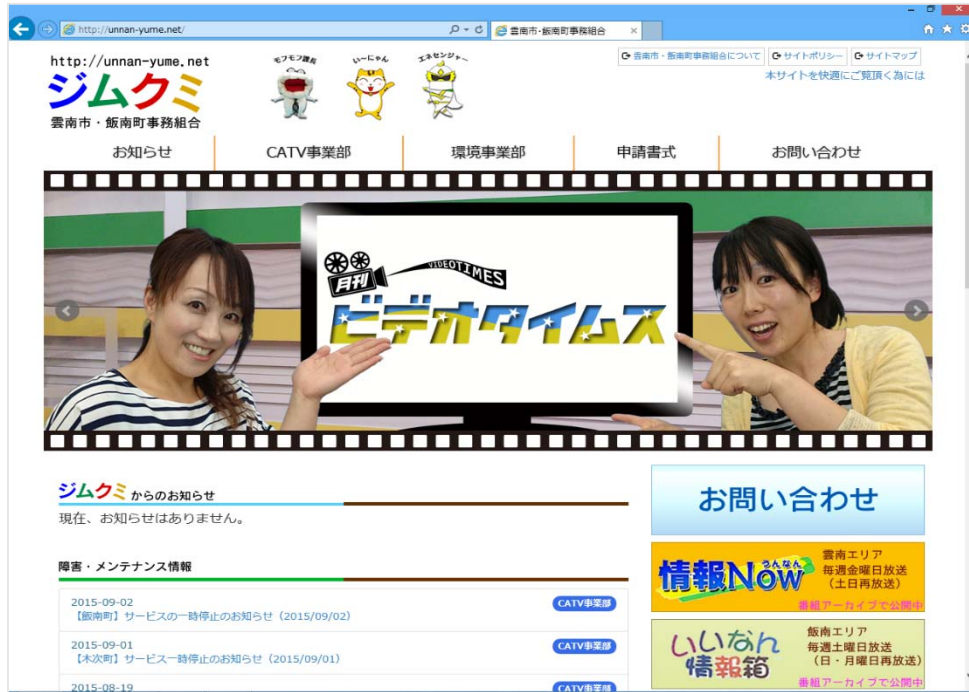 http://unnan-yume.net/
雲南市・飯南町事務組合
http://unnan-yume.net
ジムクミ
雲南市・飯南町事務組合
モフモフ課長
い~にゃん
エネセンジャー
雲南市・飯南町事務組合について
サイトポリシー
サイトマップ
本サイトを快適にご覧頂く為には
お知らせ
CATV事業部
環境事業部
申請書式
お問い合わせ
月刊
VIDEOTIMES
ビデオタイムス
ジムクミからのお知らせ
現在、お知らせはありません。
障害・メンテナンス情報
2015-09-02
CATV事業部
【飯南町】サービスの一時停止のお知らせ（2015/09/02）
2015-09-01
CATV事業部
【木次町】サービス一時停止のお知らせ（2015/09/01）
2015-08-19
CATV事業部
お問い合わせ
情報Now
うんなん
雲南エリア
毎週金曜日放送
（土日再放送）
番組アーカイブで公開中
いいなん
情報箱
飯南エリア
毎週土曜日放送
（日・月曜日再放送）
番組アーカイブで公開中